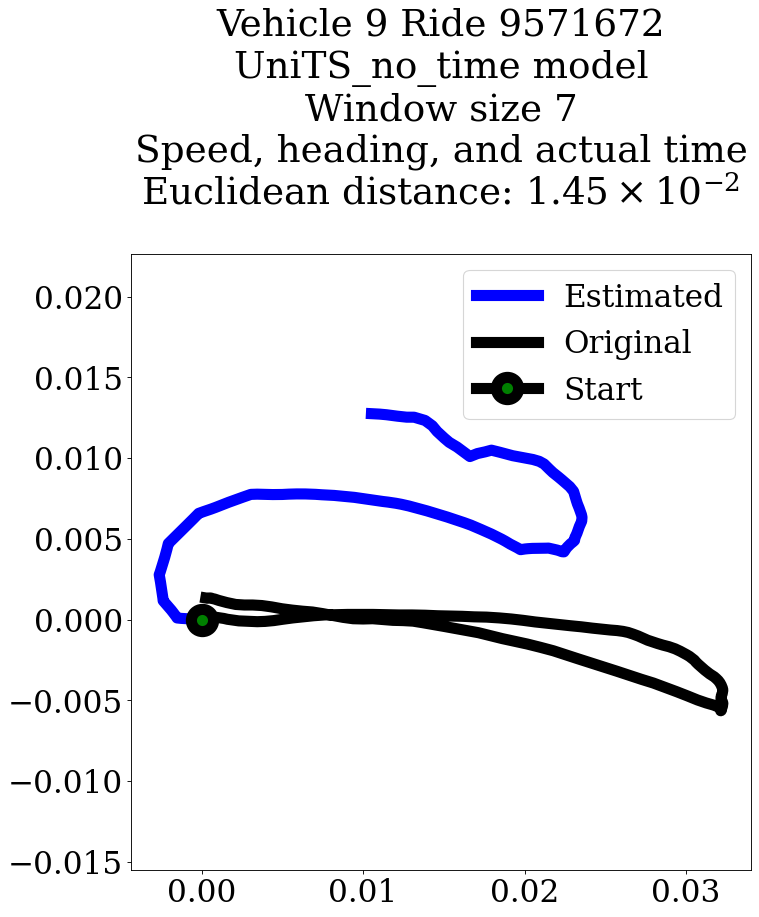 Vehicle 9 Ride 9571672
UniTS_no_time model
Window size 7
Speed, heading, and actual time
Euclidean distance: 1.45 × 10⁻²
Estimated
Original
Start
0.020
0.015
0.010
0.005
0.000
−0.005
−0.010
−0.015
0.00 0.01 0.02 0.03